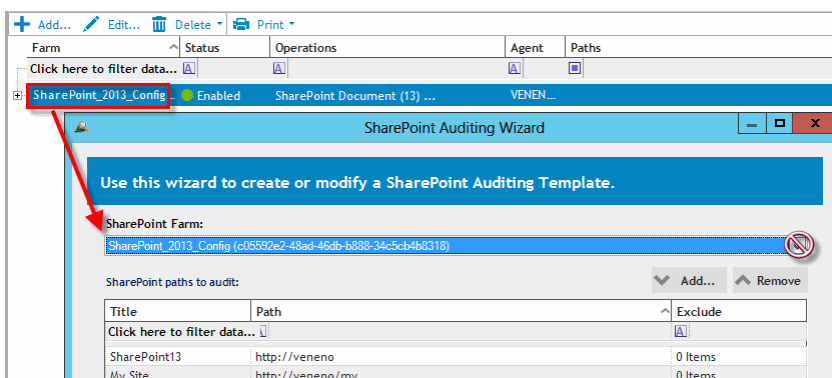 Add... Edit... Delete Print
Farm Status Operations Agent Paths
Click here to filter data... A A A
SharePoint_2013_Config Enabled SharePoint Document (13) ... VENEN...
SharePoint Auditing Wizard
Use this wizard to create or modify a SharePoint Auditing Template.
SharePoint Farm:
SharePoint_2013_Config (c05592e2-48ad-46db-b888-34c5cb4b8318)
SharePoint paths to audit: Add... Remove
Title Path Exclude
Click here to filter data... A
SharePoint13 http://veneno 0 Items
My Site http://veneno/my 0 Items